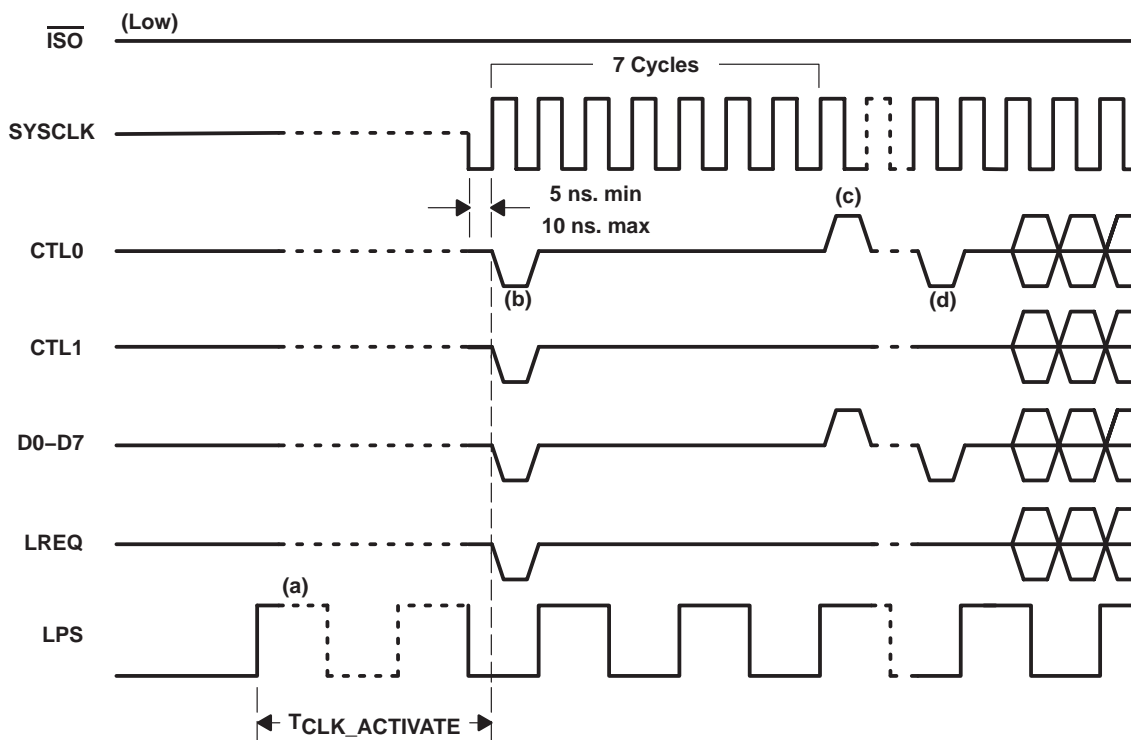 (Low)
ISO
7 Cycles
SYSCLK
5 ns. min
10 ns. max
(c)
CTL0
(b)
(d)
CTL1
D0–D7
LREQ
(a)
LPS
TCLK_ACTIVATE